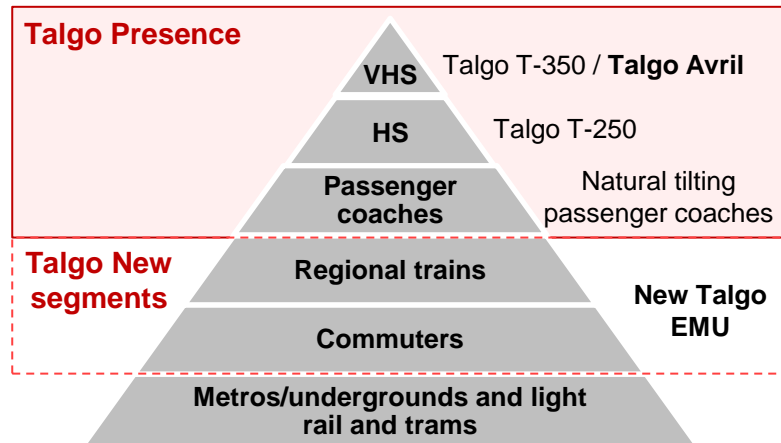 Talgo Presence
VHS
Talgo T-350 / Talgo Avril
HS
Talgo T-250
Passenger
coaches
Natural tilting
passenger coaches
Talgo New
segments
Regional trains
Commuters
New Talgo
EMU
Metros/undergrounds and light
rail and trams